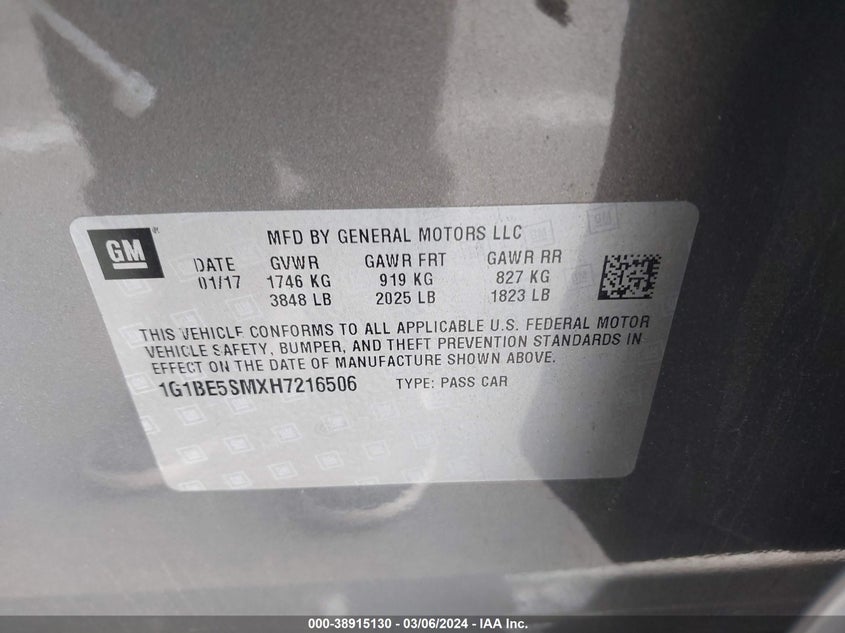 GM
MFD BY GENERAL MOTORS LLC
DATE GVWR GAWR FRT GAWR RR
01/17 1746 KG 919 KG 827 KG
3848 LB 2025 LB 1823 LB
THIS VEHICLE CONFORMS TO ALL APPLICABLE U.S. FEDERAL MOTOR
VEHICLE SAFETY, BUMPER, AND THEFT PREVENTION STANDARDS IN
EFFECT ON THE DATE OF MANUFACTURE SHOWN ABOVE.
1G1BE5SMXH7216506 TYPE: PASS CAR
000-38915130 - 03/06/2024 - IAA Inc.